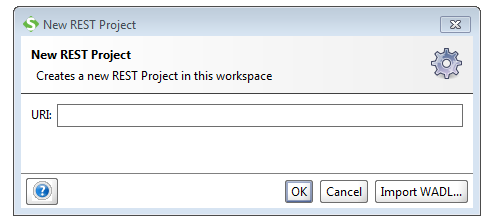 New REST Project
New REST Project
Creates a new REST Project in this workspace
URI:
OK Cancel Import WADL...